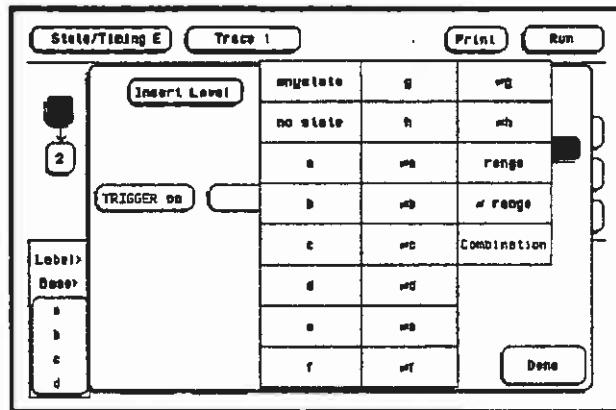 State/Timing E Trace 1 Print Run
Insert Level
anystate g ≠g
no state h ≠h
2
a ≠a range
TRIGGER on b ≠b ≠ range
c ≠c Combination
Label>
Base>
d ≠d
a
b
e ≠e
c
f ≠f Done
d